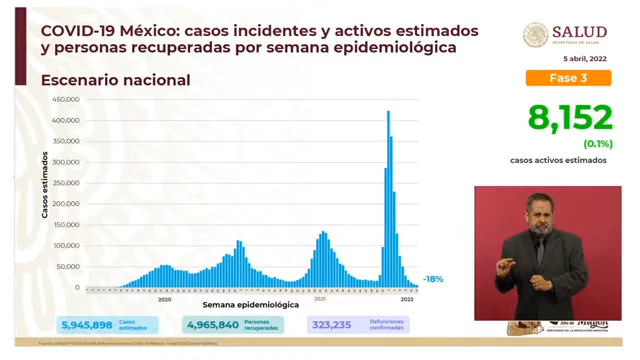 COVID-19 México: casos incidentes y activos estimados
y personas recuperadas por semana epidemiológica
Escenario nacional
SALUD
SECRETARÍA DE SALUD
5 abril, 2022
Fase 3
8,152
(0.1%)
casos activos estimados
Casos estimados
450,000
400,000
350,000
300,000
250,000
200,000
150,000
100,000
50,000
0
-18%
2020
2021
2022
Semana epidemiológica
5,945,898 Casos
estimados
4,965,840 Personas
recuperadas
323,235 Defunciones
confirmadas